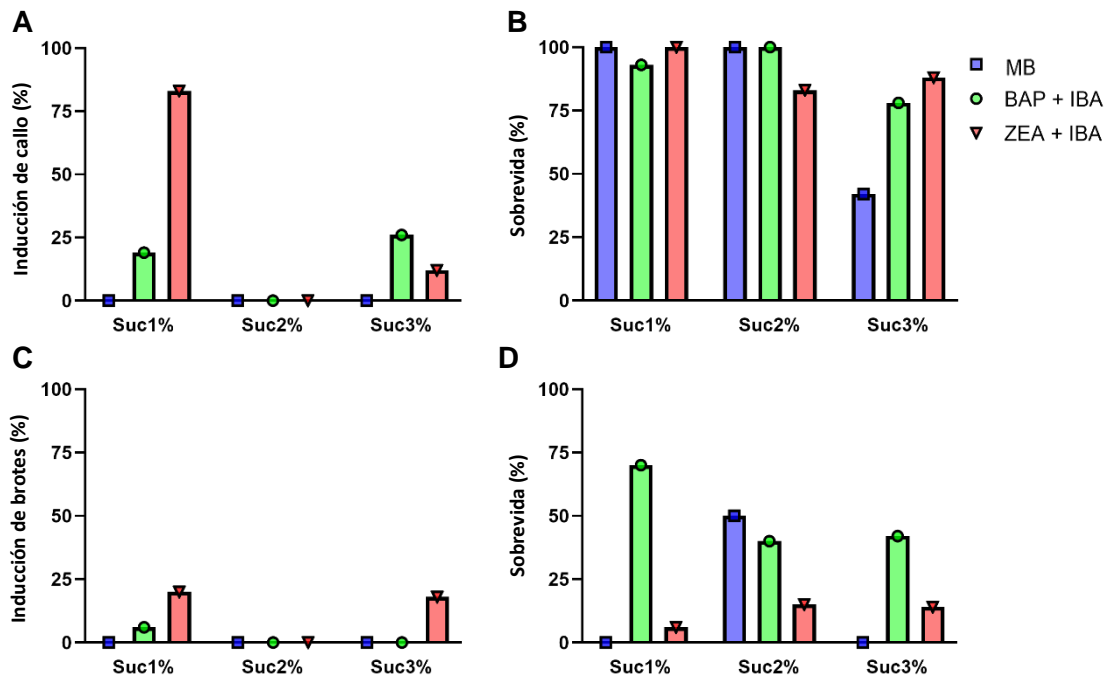 A
Inducción de callo (%)
100
75
50
25
0
Suc1% Suc2% Suc3%
B
Sobrevida (%)
100
75
50
25
0
Suc1% Suc2% Suc3%
MB
BAP + IBA
ZEA + IBA
C
Inducción de brotes (%)
100
75
50
25
0
Suc1% Suc2% Suc3%
D
Sobrevida (%)
100
75
50
25
0
Suc1% Suc2% Suc3%